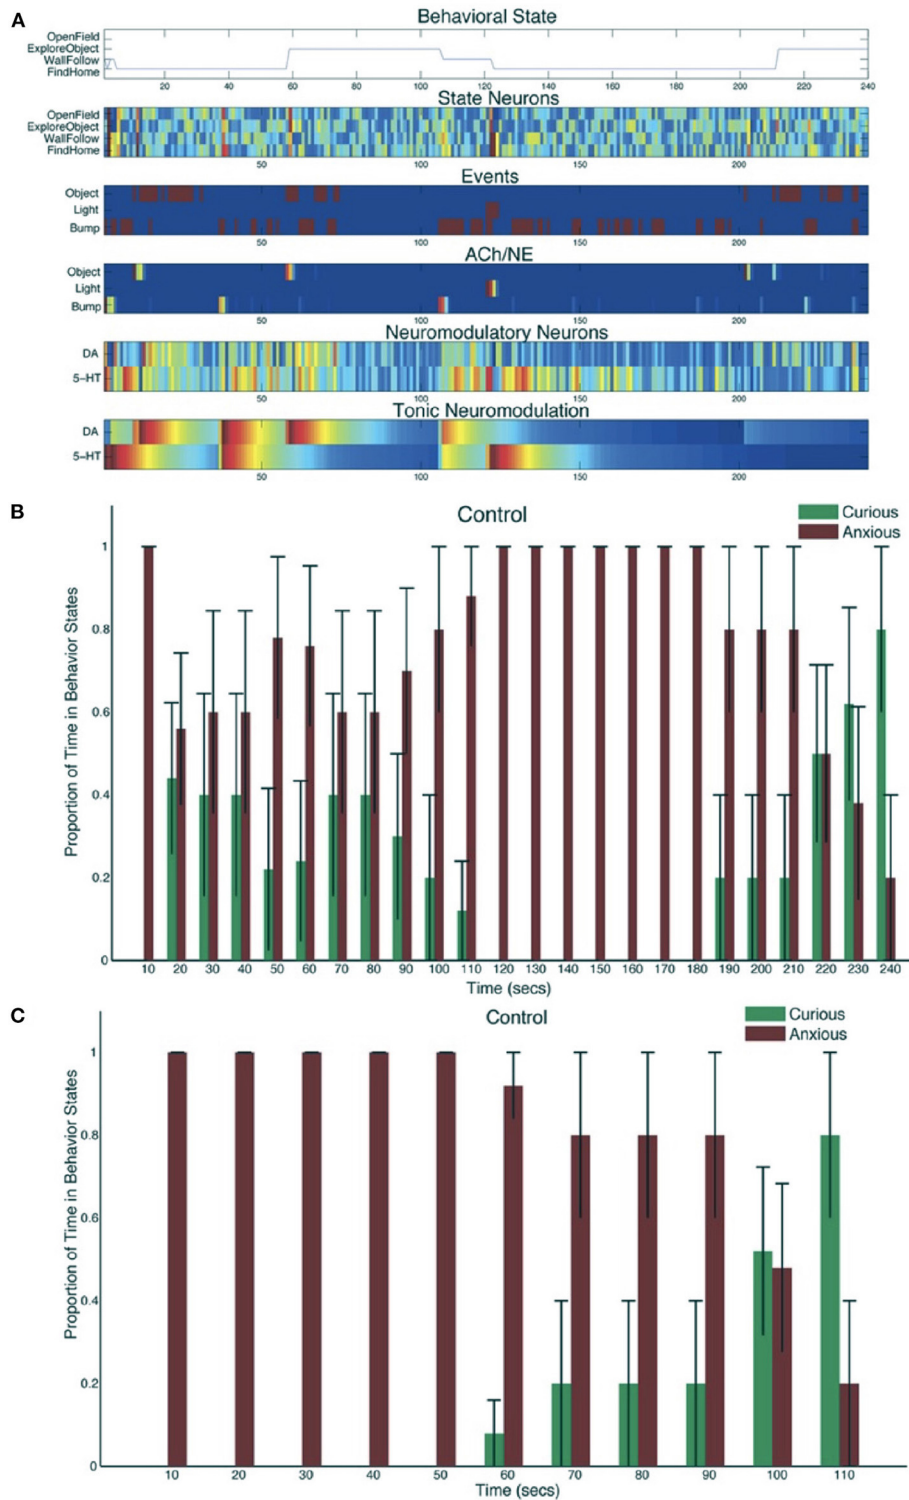 A
Behavioral State
OpenField
ExploreObject
WallFollow
FindHome
20 40 60 80 100 120 140 160 180 200 220 240
State Neurons
OpenField
ExploreObject
WallFollow
FindHome
50 100 150 200
Events
Object
Light
Bump
50 100 150 200
ACh/NE
Object
Light
Bump
50 100 150 200
Neuromodulatory Neurons
DA
5-HT
50 100 150 200
Tonic Neuromodulation
DA
5-HT
50 100 150 200
B
Control
Curious
Anxious
Proportion of Time in Behavior States
1
0.8
0.6
0.4
0.2
0
10 20 30 40 50 60 70 80 90 100 110 120 130 140 150 160 170 180 190 200 210 220 230 240
Time (secs)
C
Control
Curious
Anxious
Proportion of Time in Behavior States
1
0.8
0.6
0.4
0.2
0
10 20 30 40 50 60 70 80 90 100 110
Time (secs)